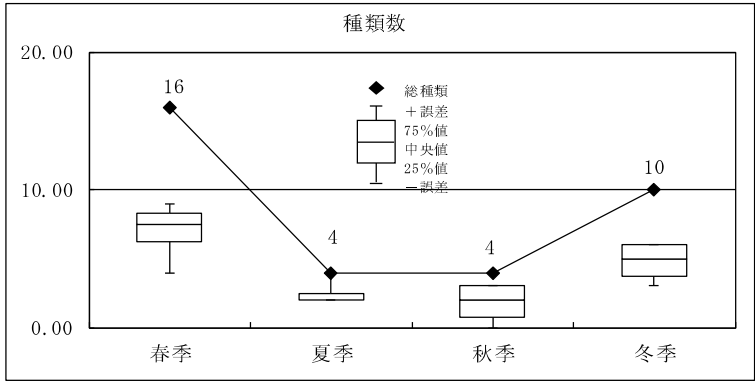 種類数
20.00
16
総種類
＋誤差
75%値
中央値
25%値
－誤差
10.00
10
4
4
0.00
春季
夏季
秋季
冬季